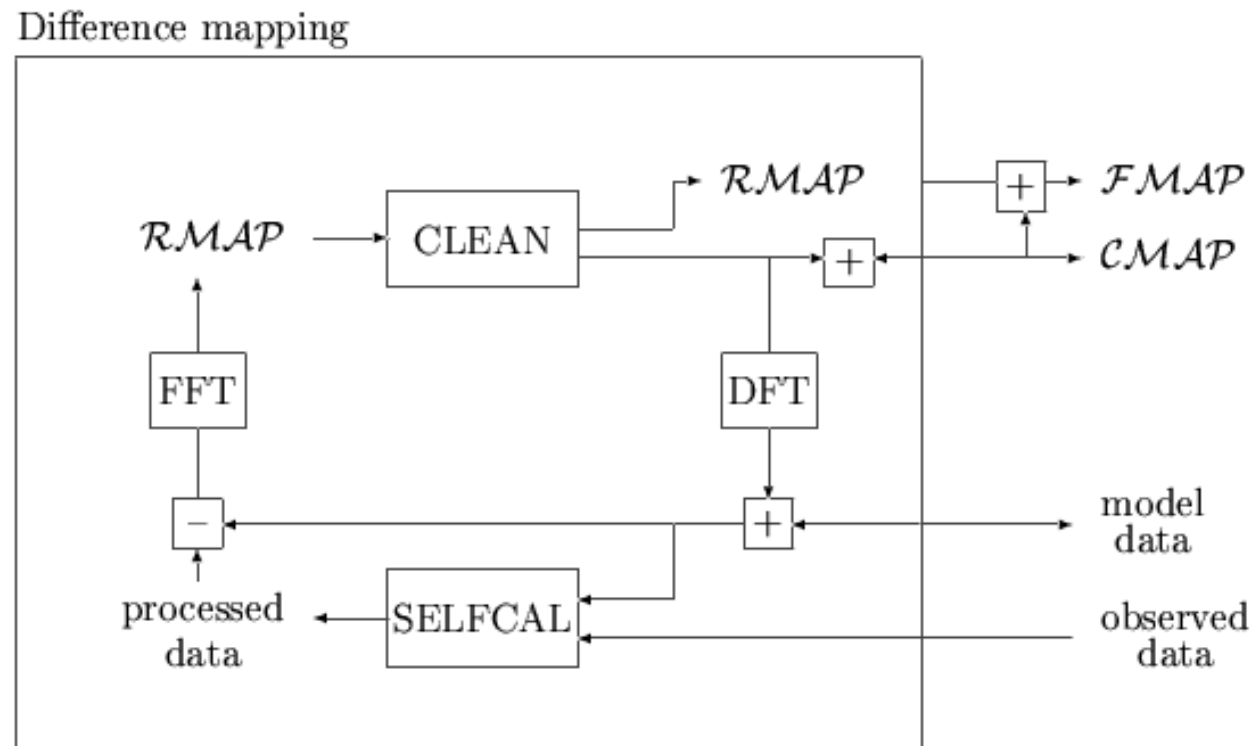 Difference mapping
RMAP
+
FMAP
RMAP
CLEAN
+
CMAP
FFT
DFT
−
+
model
data
processed
data
SELFCAL
observed
data